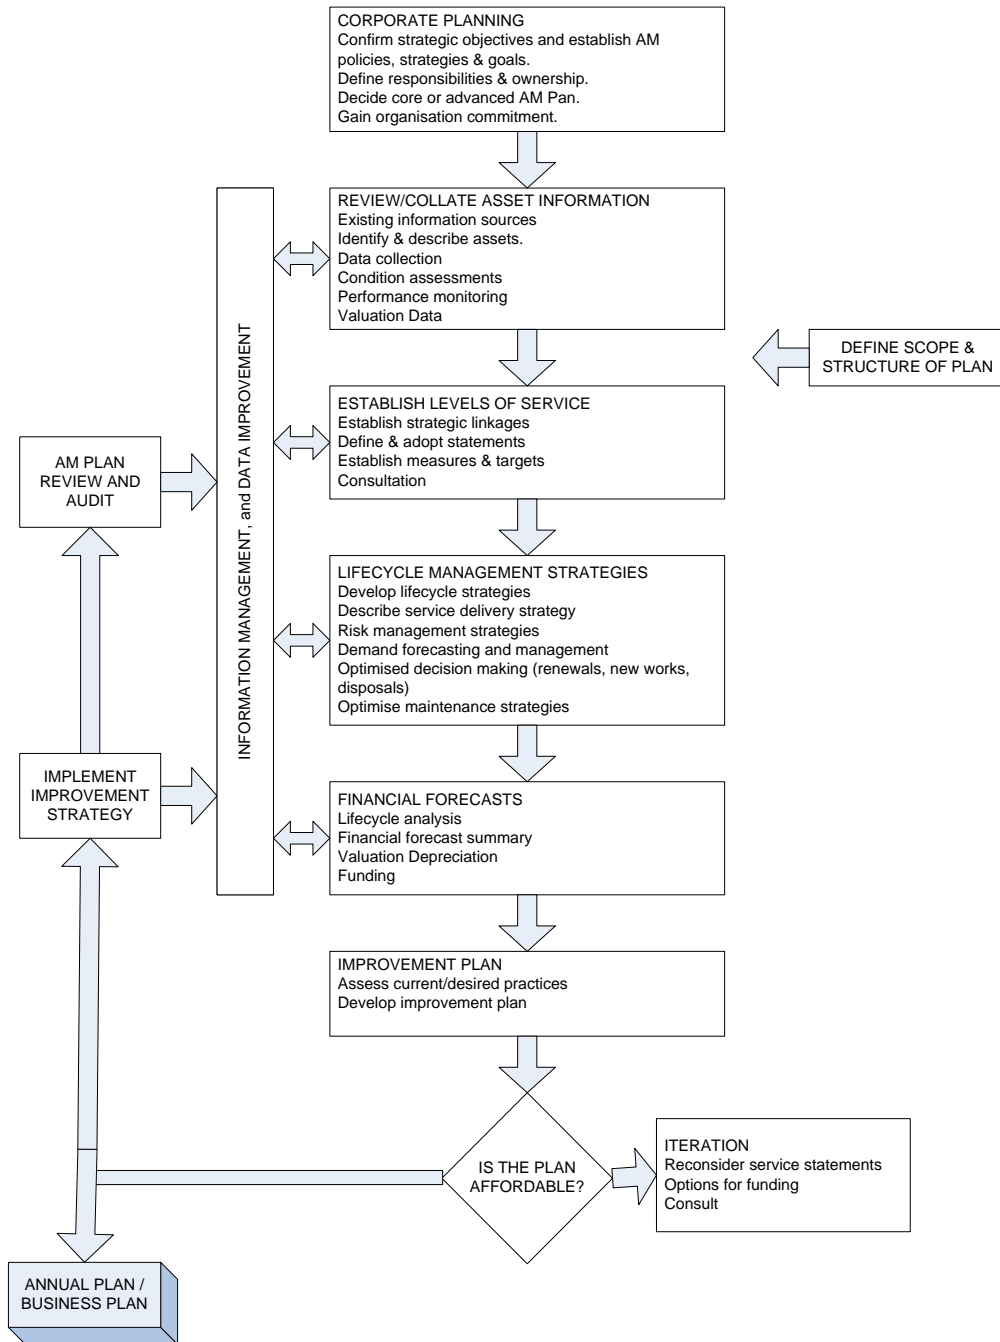 CORPORATE PLANNING
Confirm strategic objectives and establish AM
policies, strategies & goals.
Define responsibilities & ownership.
Decide core or advanced AM Pan.
Gain organisation commitment.
REVIEW/COLLATE ASSET INFORMATION
Existing information sources
Identify & describe assets.
Data collection
Condition assessments
Performance monitoring
Valuation Data
DEFINE SCOPE &
STRUCTURE OF PLAN
INFORMATION MANAGEMENT, and DATA IMPROVEMENT
ESTABLISH LEVELS OF SERVICE
Establish strategic linkages
Define & adopt statements
Establish measures & targets
Consultation
AM PLAN
REVIEW AND
AUDIT
LIFECYCLE MANAGEMENT STRATEGIES
Develop lifecycle strategies
Describe service delivery strategy
Risk management strategies
Demand forecasting and management
Optimised decision making (renewals, new works,
disposals)
Optimise maintenance strategies
IMPLEMENT
IMPROVEMENT
STRATEGY
FINANCIAL FORECASTS
Lifecycle analysis
Financial forecast summary
Valuation Depreciation
Funding
IMPROVEMENT PLAN
Assess current/desired practices
Develop improvement plan
IS THE PLAN
AFFORDABLE?
ITERATION
Reconsider service statements
Options for funding
Consult
ANNUAL PLAN /
BUSINESS PLAN